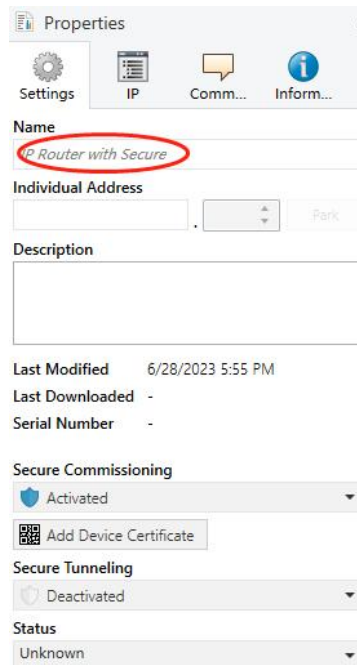 Properties
Settings IP Comm... Inform...
Name
IP Router with Secure
Individual Address
. Park
Description
Last Modified 6/28/2023 5:55 PM
Last Downloaded -
Serial Number -
Secure Commissioning
Activated
Add Device Certificate
Secure Tunneling
Deactivated
Status
Unknown